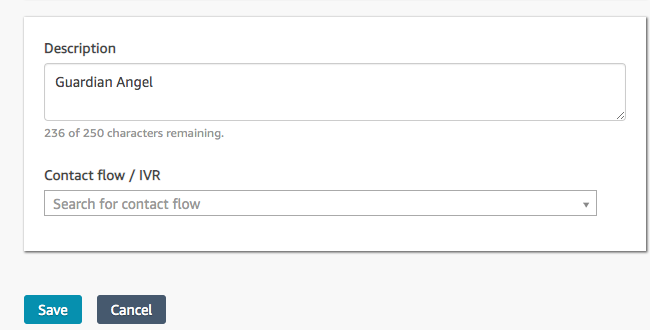 Description
Guardian Angel
236 of 250 characters remaining.
Contact flow / IVR
Search for contact flow
Save
Cancel